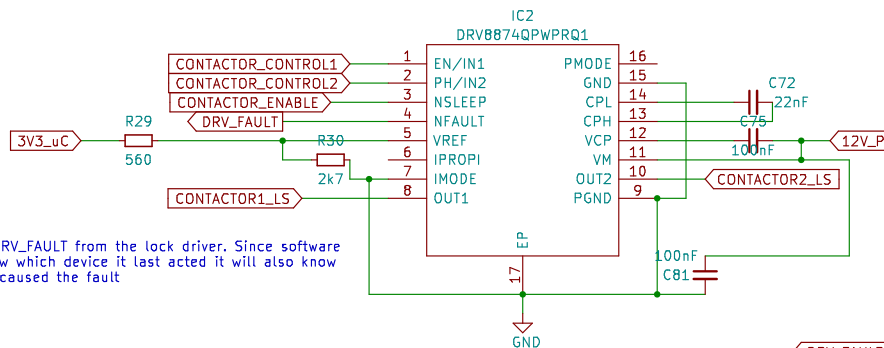 IC2
DRV8874QPWPRQ1
CONTACTOR_CONTROL1
1
EN/IN1
PMODE
16
CONTACTOR_CONTROL2
2
PH/IN2
GND
15
CONTACTOR_ENABLE
3
NSLEEP
CPL
14
C72
22nF
DRV_FAULT
4
NFAULT
CPH
13
C75
100nF
3V3_uC
R29
560
5
VREF
VCP
12
12V_P
R30
2k7
6
IPROPI
VM
11
7
IMODE
OUT2
10
CONTACTOR2_LS
CONTACTOR1_LS
8
OUT1
PGND
9
EP
17
100nF
C81
GND
RV_FAULT from the lock driver. Since software
w which device it last acted it will also know
caused the fault